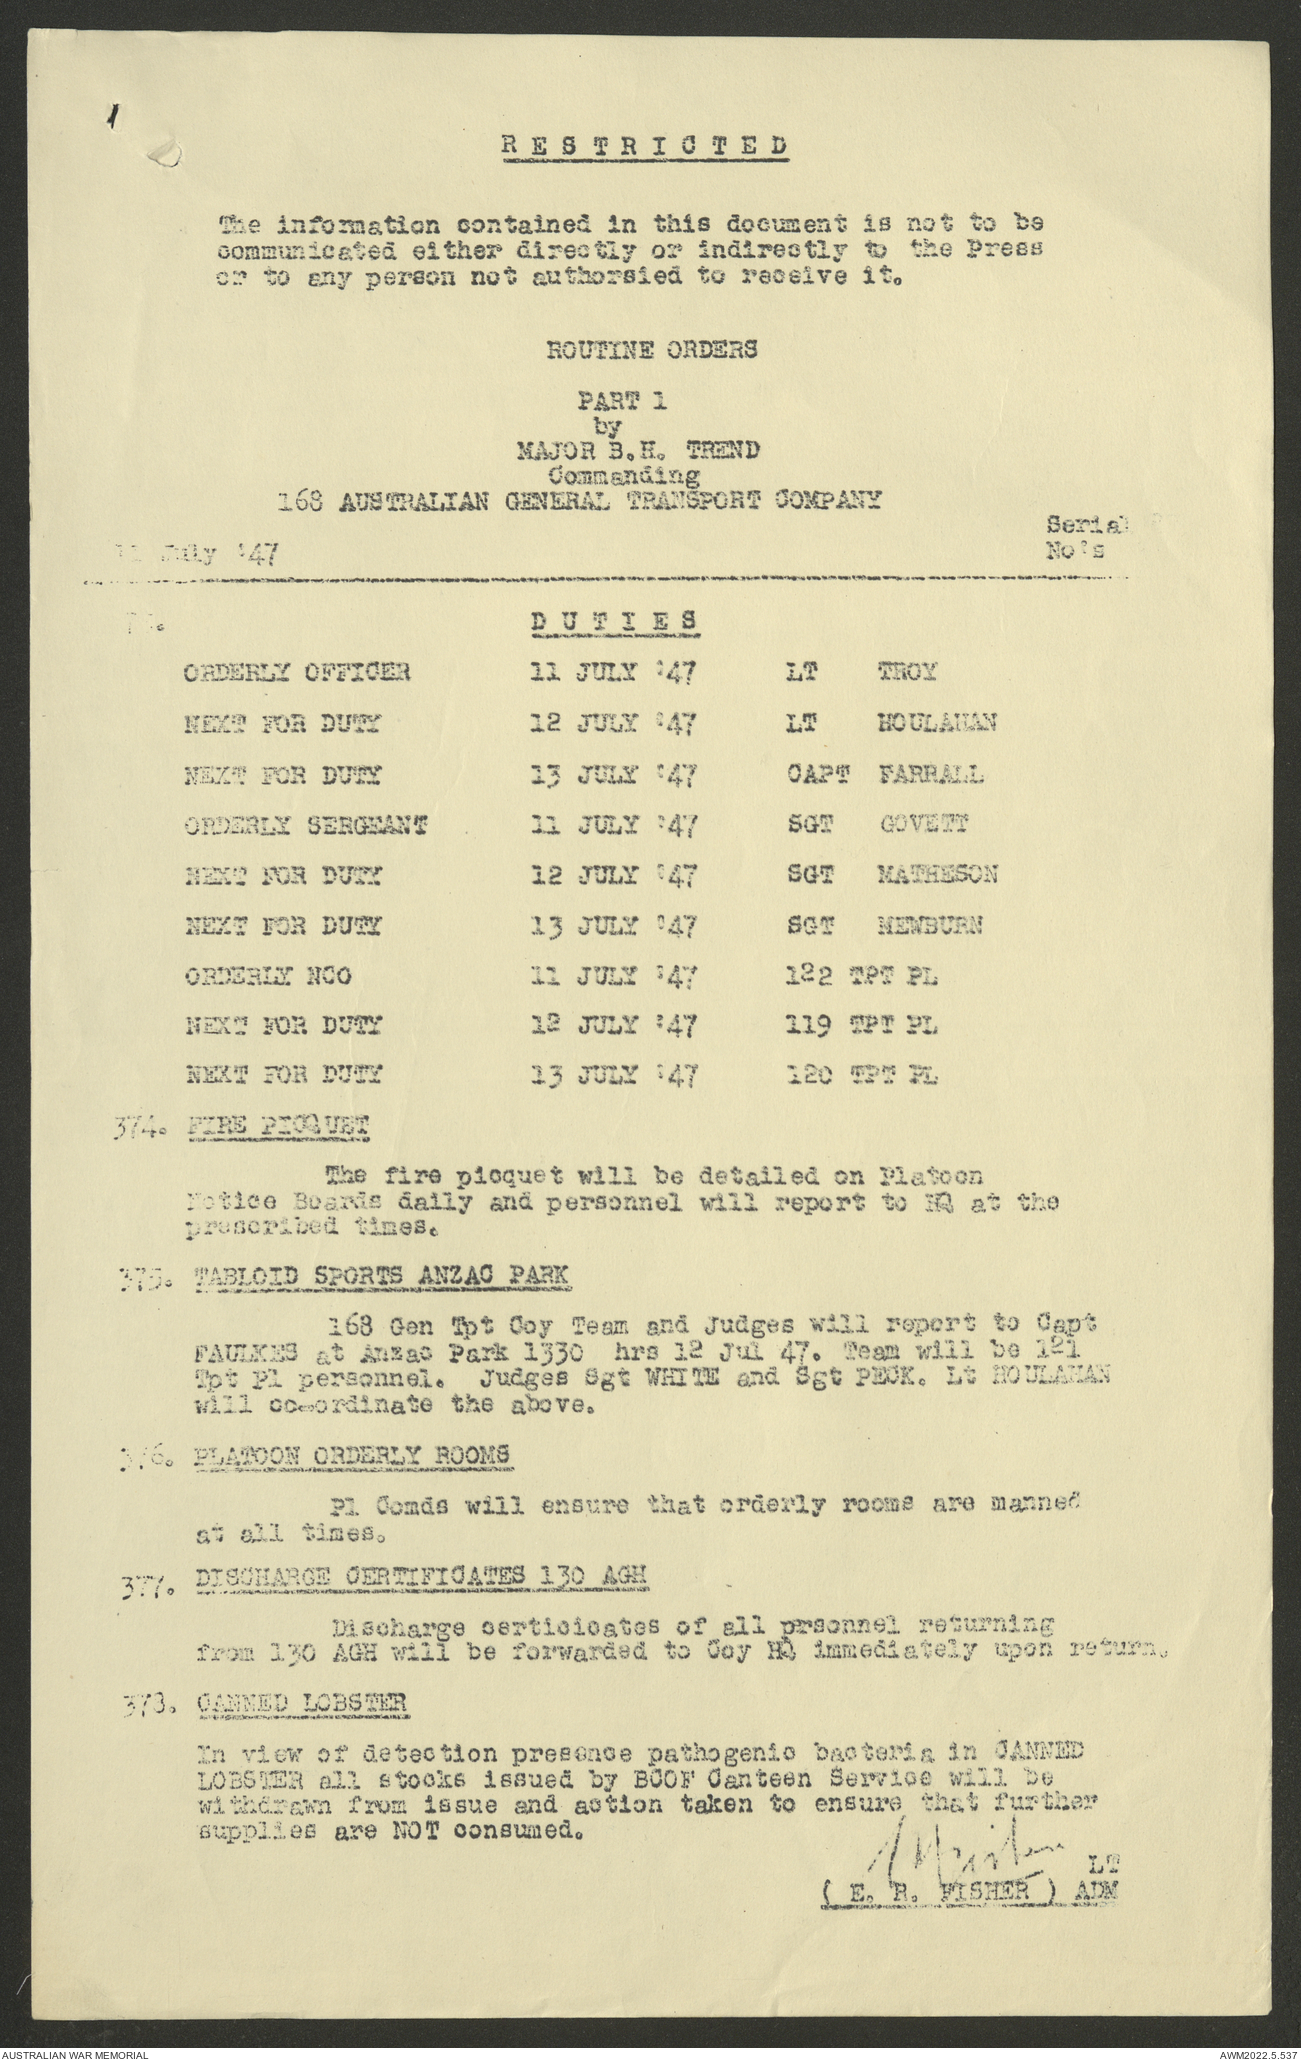 1
RESTRICTED
The information contained in this document is not to be
communicated either directly or indirectly to the Press
or to any person not authorsied to receive it.
ROUTINE ORDERS
PART 1
by
MAJOR B.H. TREND
Commanding
168 AUSTRALIAN GENERAL TRANSPORT COMPANY
Serial
No's
11 July '47
DUTIES
ORDERLY OFFICER 11 JULY '47 LT TROY
NEXT FOR DUTY 12 JULY '47 LT HOULAHAN
NEXT FOR DUTY 13 JULY '47 CAPT FARRALL
ORDERLY SERGEANT 11 JULY '47 SGT GOVETT
NEXT FOR DUTY 12 JULY '47 SGT MATHESON
NEXT FOR DUTY 13 JULY '47 SGT MEWBURN
ORDERLY NCO 11 JULY '47 122 TPT PL
NEXT FOR DUTY 12 JULY '47 119 TPT PL
NEXT FOR DUTY 13 JULY '47 120 TPT PL
374. FIRE PICQUET
The fire picquet will be detailed on Platoon
Notice Boards daily and personnel will report to HQ at the
prescribed times.
375. TABLOID SPORTS ANZAC PARK
168 Gen Tpt Coy Team and Judges will report to Capt
FAULKES at Anzac Park 1330 hrs 12 Jul 47. Team will be 121
Tpt Pl personnel. Judges Sgt WHITE and Sgt PECK. Lt HOULAHAN
will co-ordinate the above.
376. PLATOON ORDERLY ROOMS
Pl Comds will ensure that orderly rooms are manned
at all times.
377. DISCHARGE CERTIFICATES 130 AGH
Discharge certicicates of all prsonnel returning
from 130 AGH will be forwarded to Coy HQ immediately upon return.
378. CANNED LOBSTER
In view of detection presence pathogenic bacteria in CANNED
LOBSTER all stocks issued by BCOF Canteen Service will be
withdrawn from issue and action taken to ensure that further
supplies are NOT consumed.
LT
( E. R. FISHER ) ADM
AUSTRALIAN WAR MEMORIAL
AWM2022.5.537